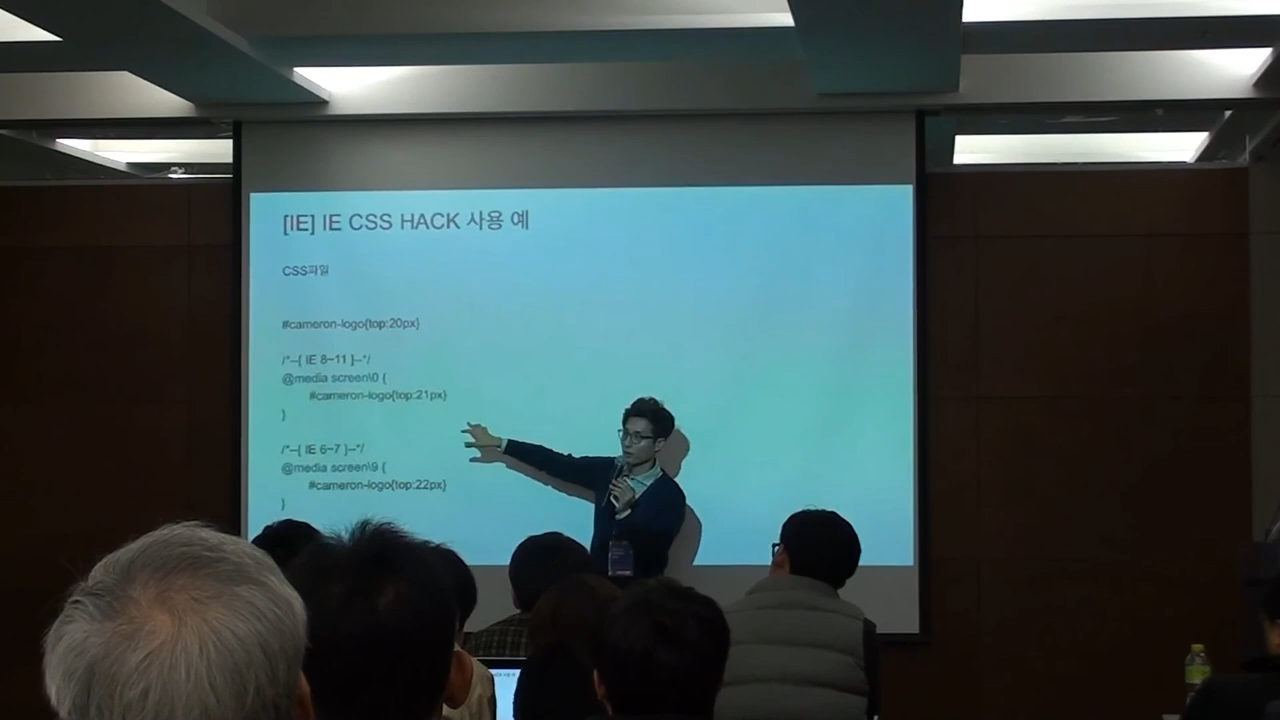 [IE] IE CSS HACK 사용 예
CSS파일
#cameron-logo{top:20px}
/*--{ IE 8~11 }--*/
@media screen\0 {
#cameron-logo{top:21px}
}
/*--{ IE 6~7 }--*/
@media screen\9 {
#cameron-logo{top:22px}
}